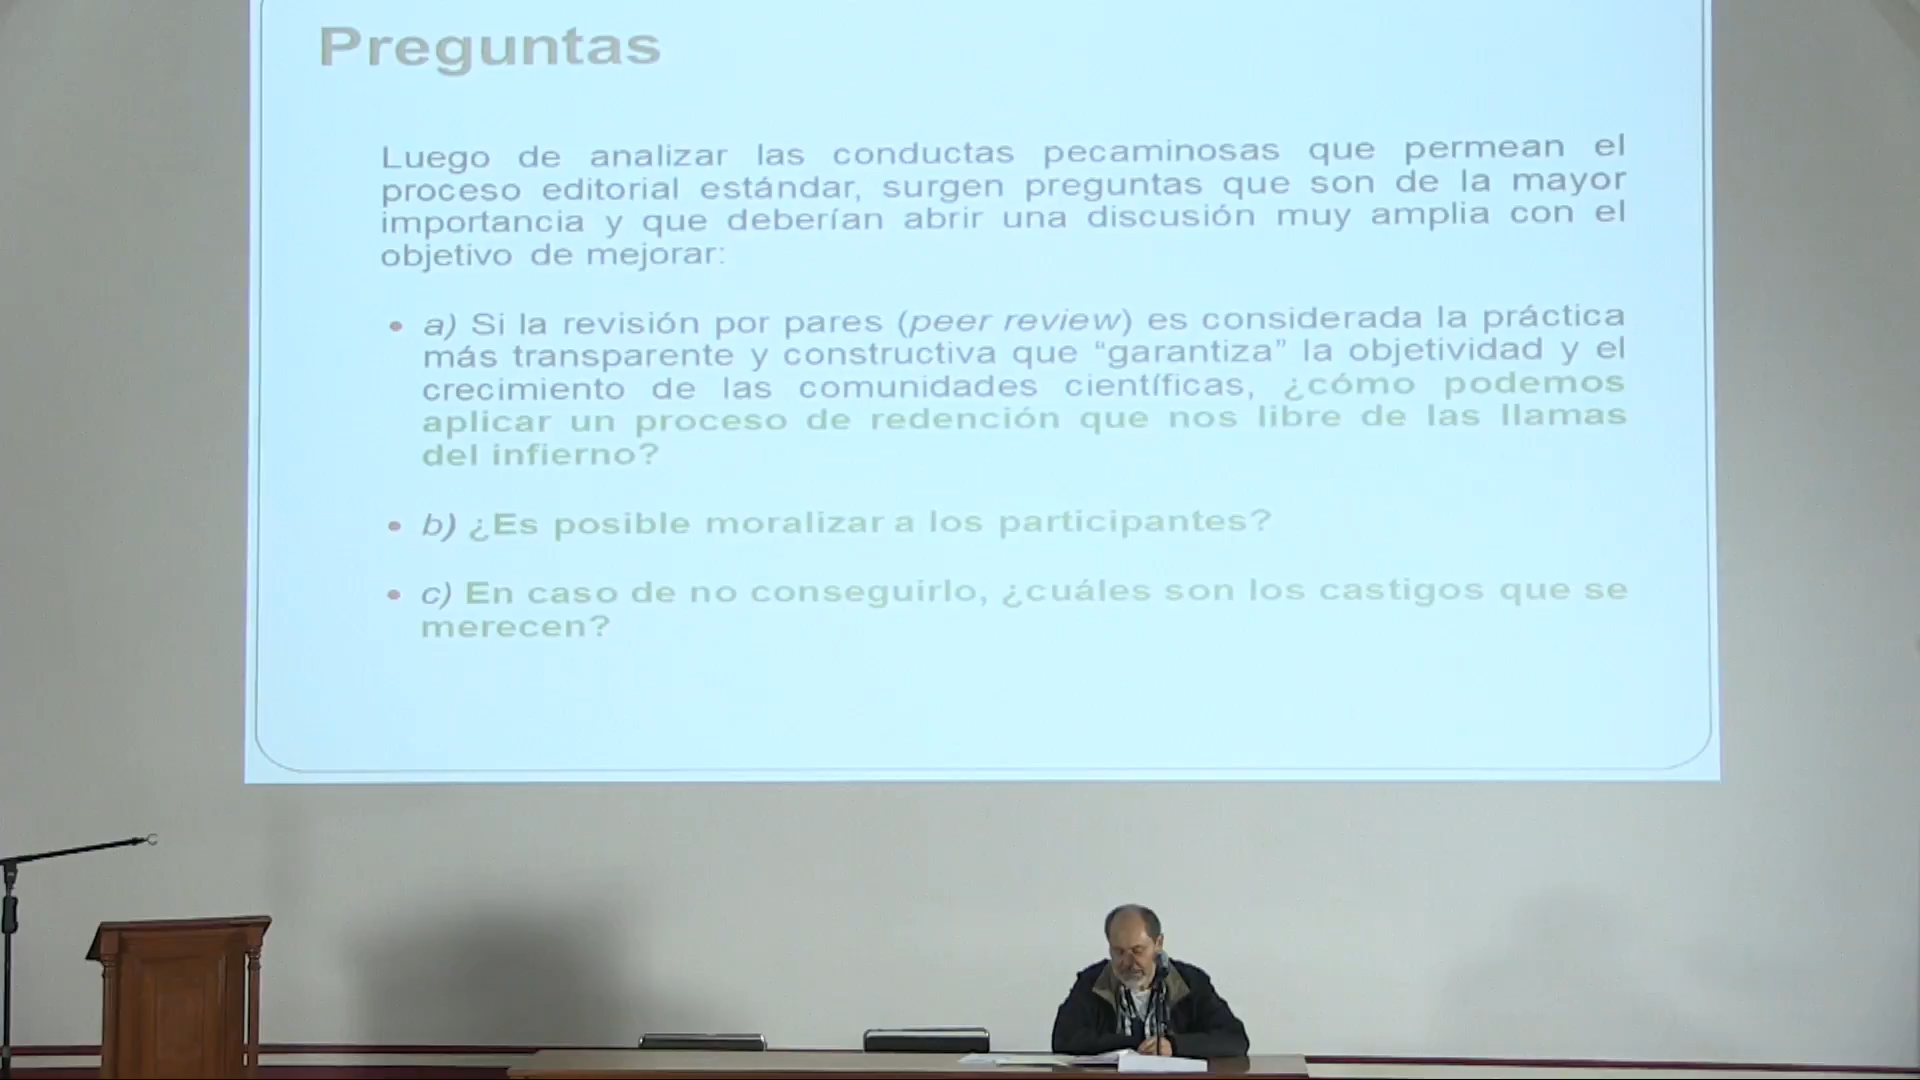 Preguntas
Luego de analizar las conductas pecaminosas que permean el
proceso editorial estándar, surgen preguntas que son de la mayor
importancia y que deberían abrir una discusión muy amplia con el
objetivo de mejorar:
• a) Si la revisión por pares (peer review) es considerada la práctica
más transparente y constructiva que “garantiza” la objetividad y el
crecimiento de las comunidades científicas, ¿cómo podemos
aplicar un proceso de redención que nos libre de las llamas
del infierno?
• b) ¿Es posible moralizar a los participantes?
• c) En caso de no conseguirlo, ¿cuáles son los castigos que se
merecen?